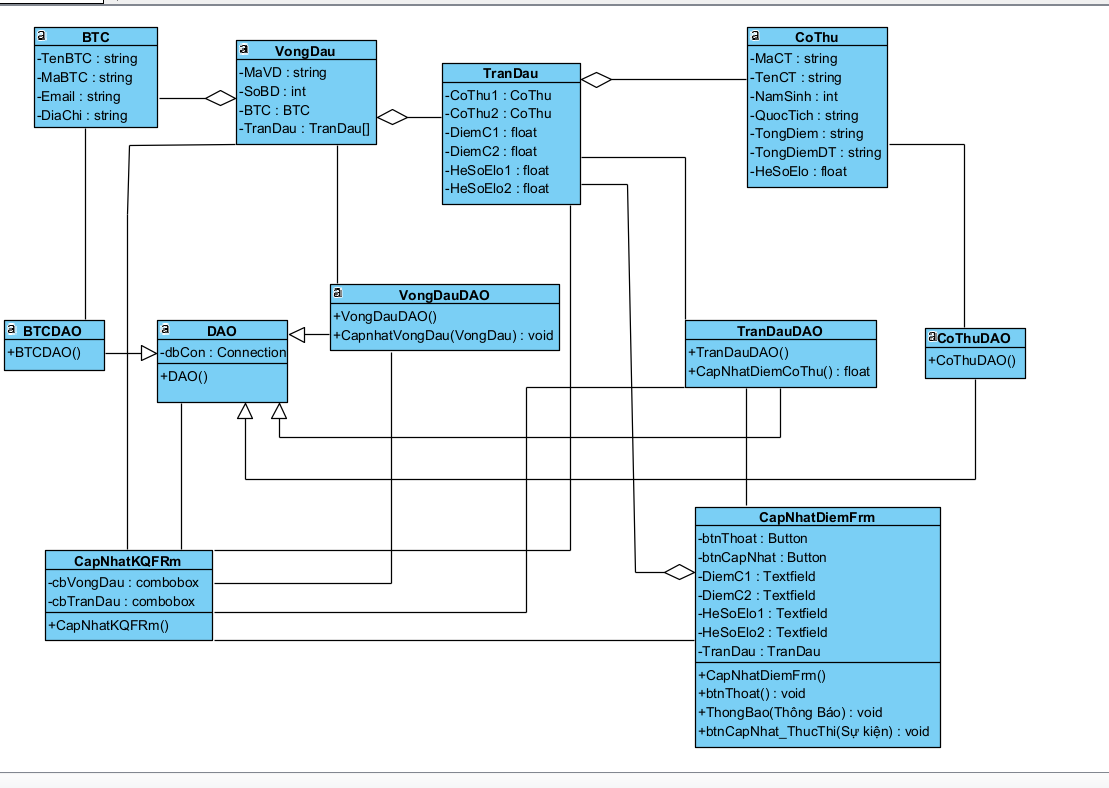 BTC
-TenBTC : string
-MaBTC : string
-Email : string
-DiaChi : string
VongDau
-MaVD : string
-SoBD : int
-BTC : BTC
-TranDau : TranDau[]
TranDau
-CoThu1 : CoThu
-CoThu2 : CoThu
-DiemC1 : float
-DiemC2 : float
-HeSoElo1 : float
-HeSoElo2 : float
CoThu
-MaCT : string
-TenCT : string
-NamSinh : int
-QuocTich : string
-TongDiem : string
-TongDiemDT : string
-HeSoElo : float
BTCDAO
+BTCDAO()
DAO
-dbCon : Connection
+DAO()
VongDauDAO
+VongDauDAO()
+CapnhatVongDau(VongDau) : void
TranDauDAO
+TranDauDAO()
+CapNhatDiemCoThu() : float
CoThuDAO
+CoThuDAO()
CapNhatKQFRm
-cbVongDau : combobox
-cbTranDau : combobox
+CapNhatKQFRm()
CapNhatDiemFrm
-btnThoat : Button
-btnCapNhat : Button
-DiemC1 : Textfield
-DiemC2 : Textfield
-HeSoElo1 : Textfield
-HeSoElo2 : Textfield
-TranDau : TranDau
+CapNhatDiemFrm()
+btnThoat() : void
+ThongBao(Thông Báo) : void
+btnCapNhat_ThucThi(Sự kiện) : void